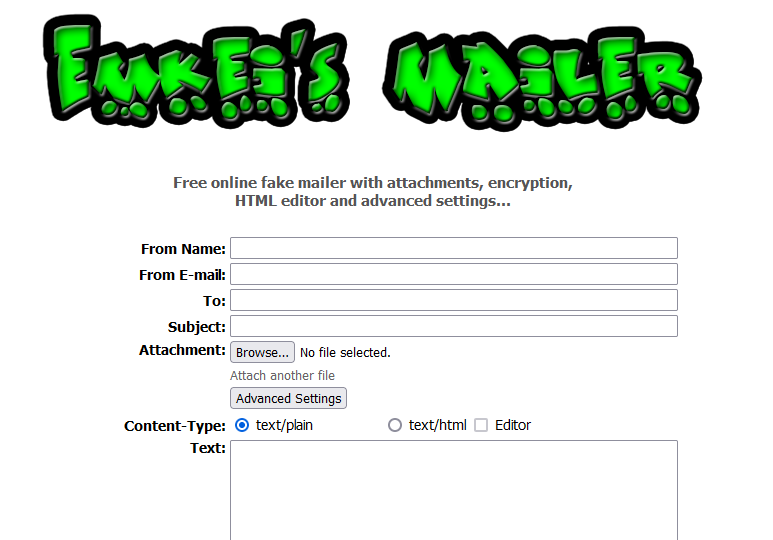 Emkei's Mailer
Free online fake mailer with attachments, encryption,
HTML editor and advanced settings...
From Name:
From E-mail:
To:
Subject:
Attachment: Browse... No file selected.
Attach another file
Advanced Settings
Content-Type: text/plain text/html Editor
Text: